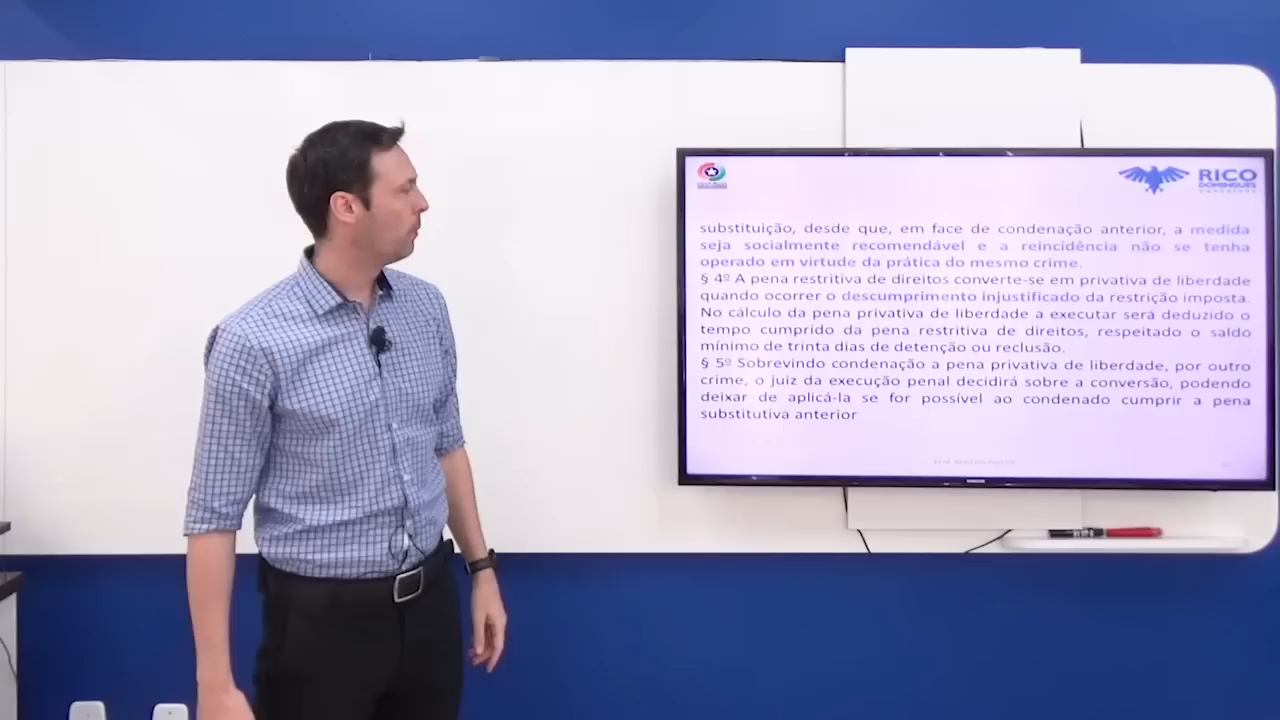 RICO
DOMINGUES
substituição, desde que, em face de condenação anterior, a medida
seja socialmente recomendável e a reincidência não se tenha
operado em virtude da prática do mesmo crime.
§ 4º A pena restritiva de direitos converte-se em privativa de liberdade
quando ocorrer o descumprimento injustificado da restrição imposta.
No cálculo da pena privativa de liberdade a executar será deduzido o
tempo cumprido da pena restritiva de direitos, respeitado o saldo
mínimo de trinta dias de detenção ou reclusão.
§ 5º Sobrevindo condenação a pena privativa de liberdade, por outro
crime, o juiz da execução penal decidirá sobre a conversão, podendo
deixar de aplicá-la se for possível ao condenado cumprir a pena
substitutiva anterior